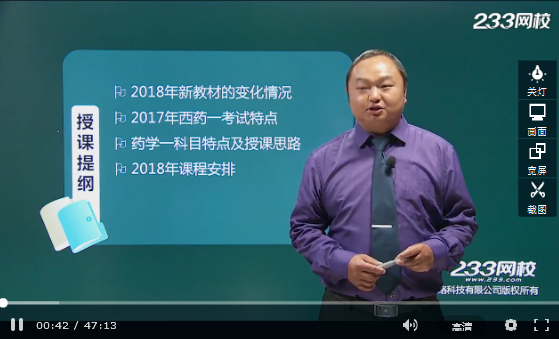 233网校
授课提纲
2018年新教材的变化情况
2017年西药一考试特点
药学一科目特点及授课思路
2018年课程安排
关灯
画面
宽屏
截图
233网校
www.233.com
络科技有限公司版权所有
00:42 / 47:13
高清